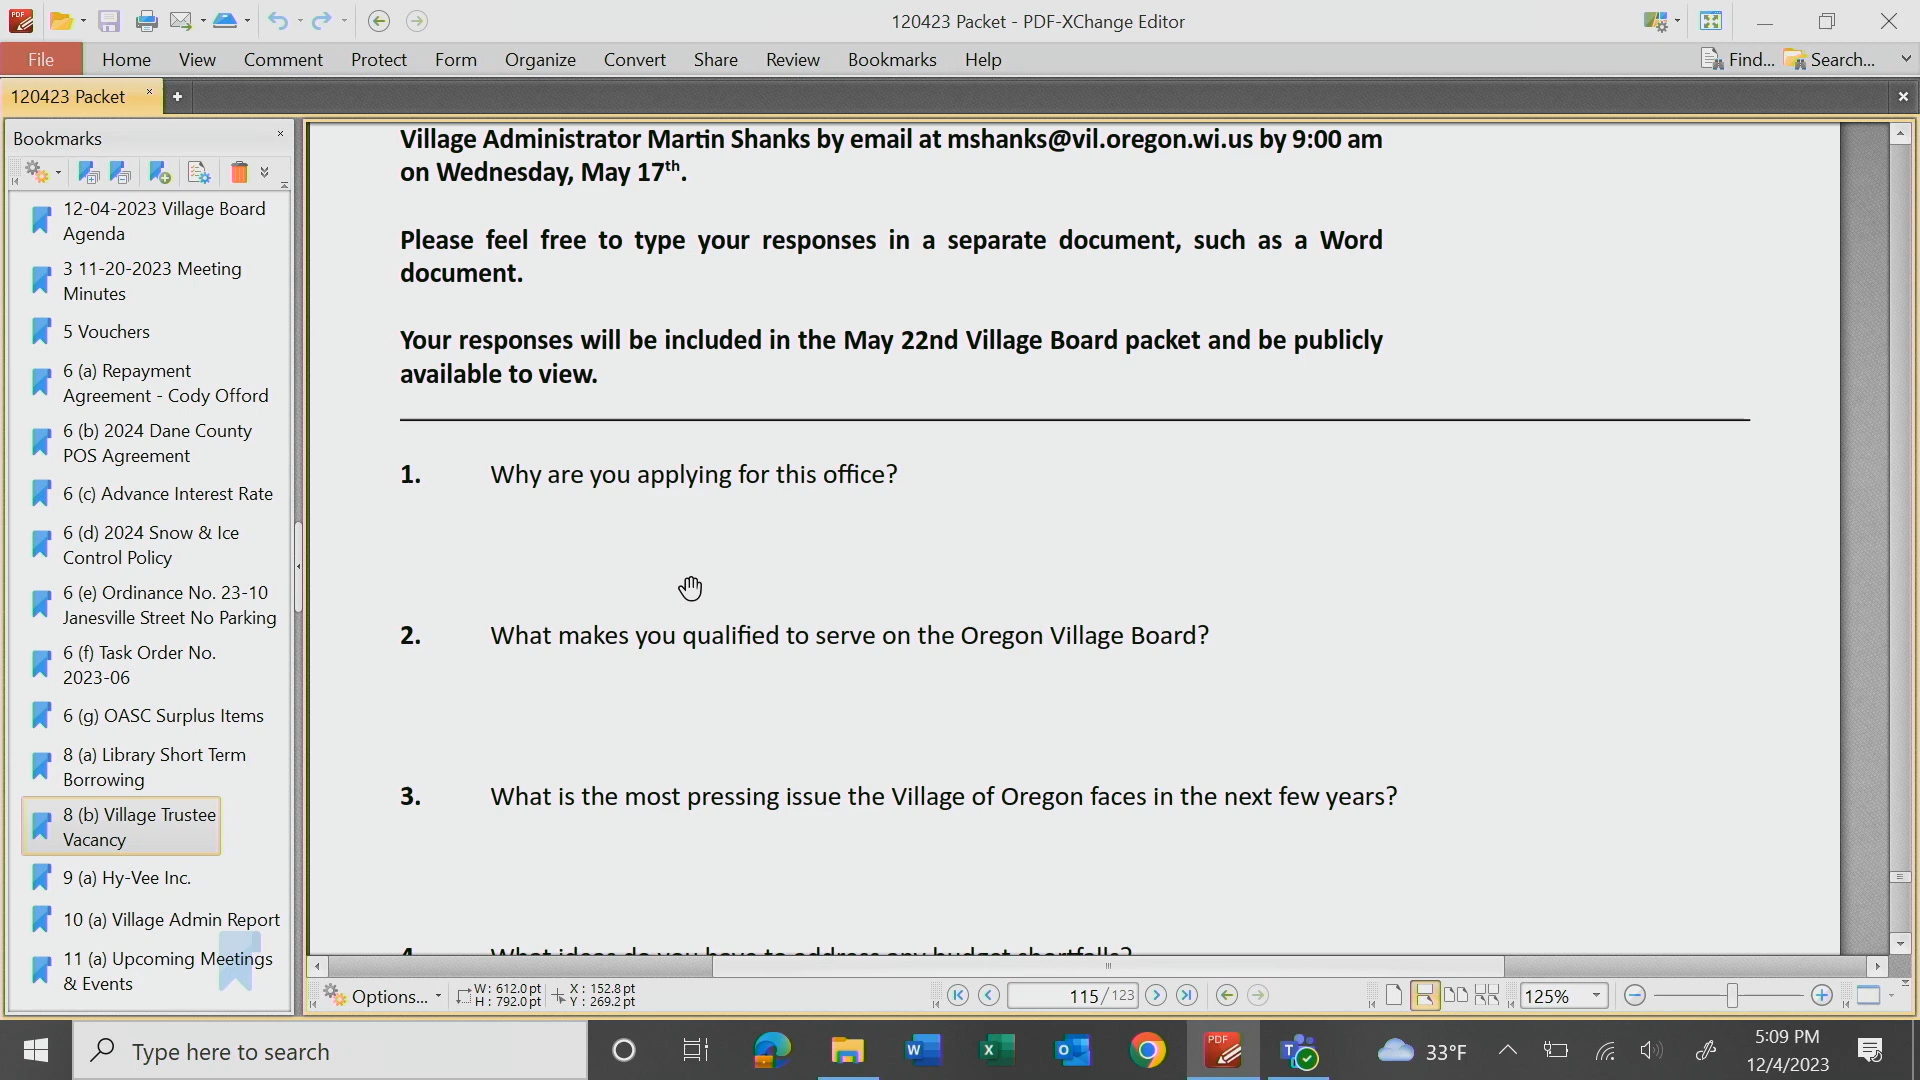 120423 Packet - PDF-XChange Editor
File Home View Comment Protect Form Organize Convert Share Review Bookmarks Help Find... Search...
120423 Packet
Bookmarks
12-04-2023 Village Board
Agenda
3 11-20-2023 Meeting
Minutes
5 Vouchers
6 (a) Repayment
Agreement - Cody Offord
6 (b) 2024 Dane County
POS Agreement
6 (c) Advance Interest Rate
6 (d) 2024 Snow & Ice
Control Policy
6 (e) Ordinance No. 23-10
Janesville Street No Parking
6 (f) Task Order No.
2023-06
6 (g) OASC Surplus Items
8 (a) Library Short Term
Borrowing
8 (b) Village Trustee
Vacancy
9 (a) Hy-Vee Inc.
10 (a) Village Admin Report
11 (a) Upcoming Meetings
& Events
Village Administrator Martin Shanks by email at mshanks@vil.oregon.wi.us by 9:00 am
on Wednesday, May 17th.
Please feel free to type your responses in a separate document, such as a Word
document.
Your responses will be included in the May 22nd Village Board packet and be publicly
available to view.
1. Why are you applying for this office?
2. What makes you qualified to serve on the Oregon Village Board?
3. What is the most pressing issue the Village of Oregon faces in the next few years?
4. What ideas do you have to address any budget shortfalls?
Options... W: 612.0pt X: 152.8pt
H: 792.0pt Y: 269.2pt
115/123
125%
Type here to search
33°F
5:09 PM
12/4/2023